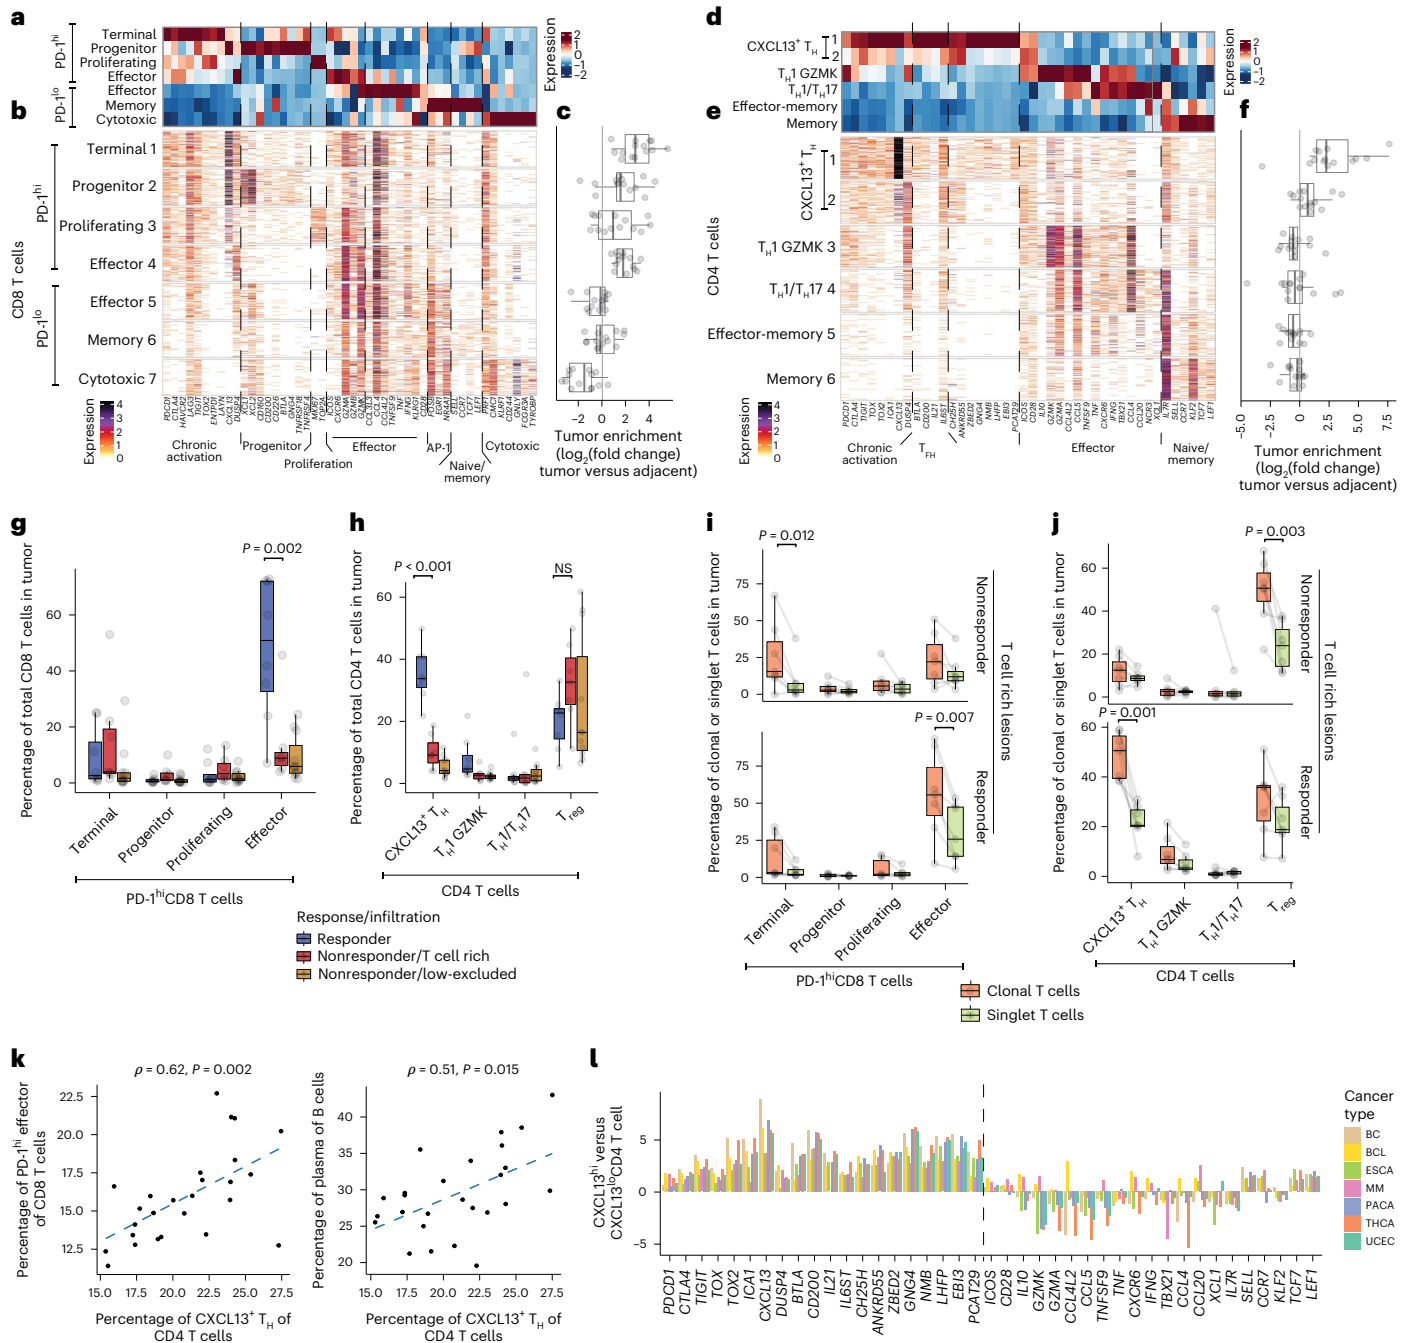 a
PD-1hi
PD-1lo
Terminal
Progenitor
Proliferating
Effector
Effector
Memory
Cytotoxic
Expression
2
1
0
−1
−2
b
CD8 T cells
PD-1hi
PD-1lo
Terminal 1
Progenitor 2
Proliferating 3
Effector 4
Effector 5
Memory 6
Cytotoxic 7
Expression
4
3
2
1
0
Chronic
activation
Progenitor
Proliferation
Effector
AP-1
Naive/
memory
Cytotoxic
c
−2 0 2 4
Tumor enrichment
(log2(fold change)
tumor versus adjacent)
d
CXCL13+ TH
1
2
TH1 GZMK
TH1/TH17
Effector-memory
Memory
Expression
2
1
0
−1
−2
e
CD4 T cells
CXCL13+ TH
1
2
TH1 GZMK 3
TH1/TH17 4
Effector-memory 5
Memory 6
Expression
4
3
2
1
0
Chronic
activation
TFH
Effector
Naive/
memory
f
−5.0 −2.5 0 2.5 5.0 7.5
Tumor enrichment
(log2(fold change)
tumor versus adjacent)
g
Percentage of total CD8 T cells in tumor
P = 0.002
60
40
20
0
Terminal
Progenitor
Proliferating
Effector
PD-1hiCD8 T cells
h
Percentage of total CD4 T cells in tumor
P < 0.001
NS
60
40
20
0
CXCL13+ TH
TH1 GZMK
TH1/TH17
Treg
CD4 T cells
Response/infiltration
Responder
Nonresponder/T cell rich
Nonresponder/low-excluded
i
Percentage of clonal or singlet T cells in tumor
P = 0.012
75
50
25
0
Nonresponder
P = 0.007
75
50
25
0
Responder
T cell rich lesions
Terminal
Progenitor
Proliferating
Effector
PD-1hiCD8 T cells
Clonal T cells
Singlet T cells
j
Percentage of clonal or singlet T cells in tumor
P = 0.003
60
40
20
0
Nonresponder
P = 0.001
60
40
20
0
Responder
T cell rich lesions
CXCL13+ TH
TH1 GZMK
TH1/TH17
Treg
CD4 T cells
k
ρ = 0.62, P = 0.002
Percentage of PD-1hi effector
of CD8 T cells
22.5
20.0
17.5
15.0
12.5
15.0 17.5 20.0 22.5 25.0 27.5
Percentage of CXCL13+ TH of
CD4 T cells
ρ = 0.51, P = 0.015
Percentage of plasma of B cells
40
35
30
25
20
15.0 17.5 20.0 22.5 25.0 27.5
Percentage of CXCL13+ TH of
CD4 T cells
l
CXCL13hi versus
CXCL13loCD4 T cell
5
0
−5
PDCD1
CTLA4
TIGIT
TOX
TOX2
ICA1
CXCL13
DUSP4
BTLA
CD200
IL21
IL6ST
CH25H
ANKRD55
ZBED2
GNG4
NMB
LHFP
EBI3
PCAT29
ICOS
CD28
IL10
GZMK
GZMA
CCL4L2
CCL5
TNFSF9
TNF
CXCR6
IFNG
TBX21
CCL4
CCL20
XCL1
IL7R
SELL
CCR7
KLF2
TCF7
LEF1
Cancer
type
BC
BCL
ESCA
MM
PACA
THCA
UCEC